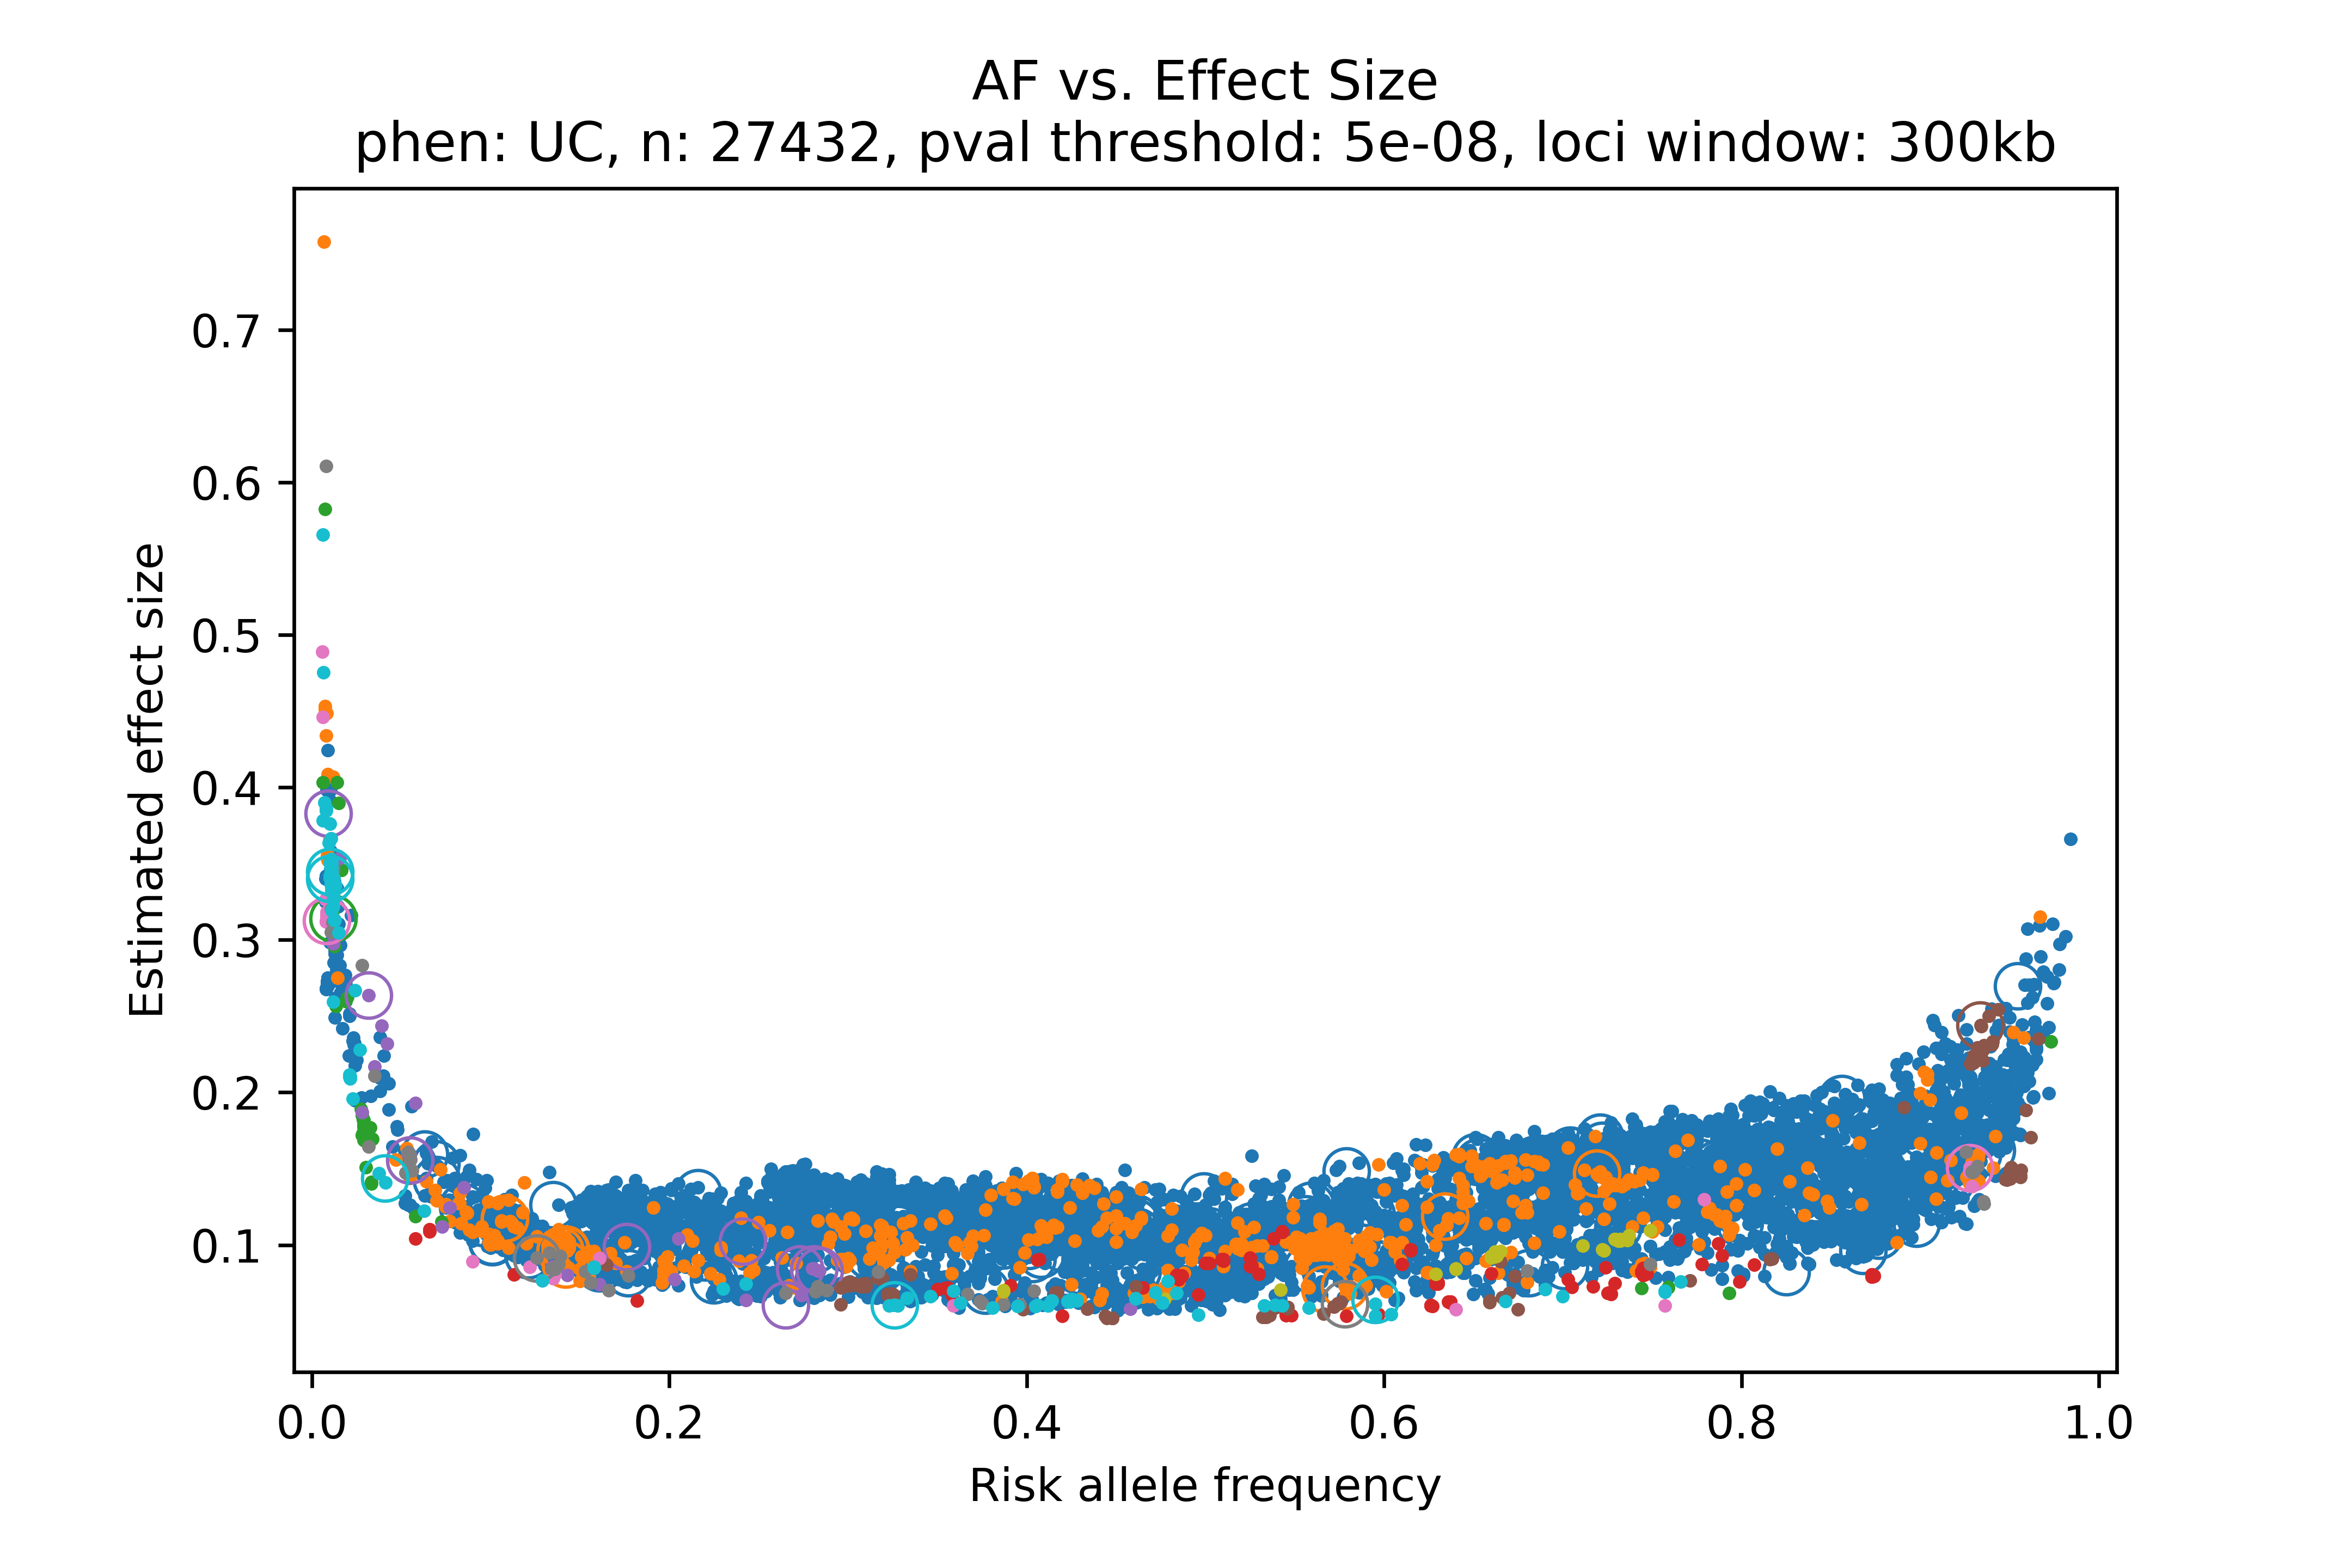 AF vs. Effect Size
phen: UC, n: 27432, pval threshold: 5e-08, loci window: 300kb
0.7
0.6
0.5
0.4
0.3
0.2
0.1
Estimated effect size
0.0 0.2 0.4 0.6 0.8 1.0
Risk allele frequency